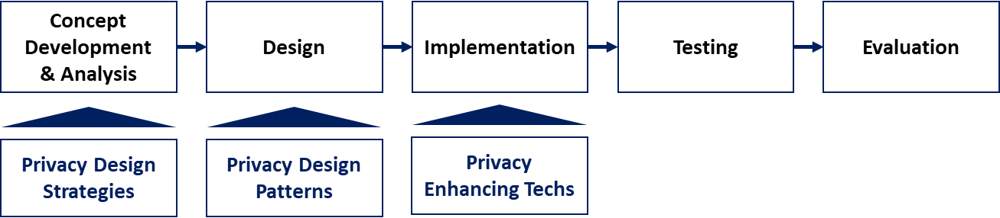 Concept
Development
& Analysis
Design
Implementation
Testing
Evaluation
Privacy Design
Strategies
Privacy Design
Patterns
Privacy
Enhancing Techs